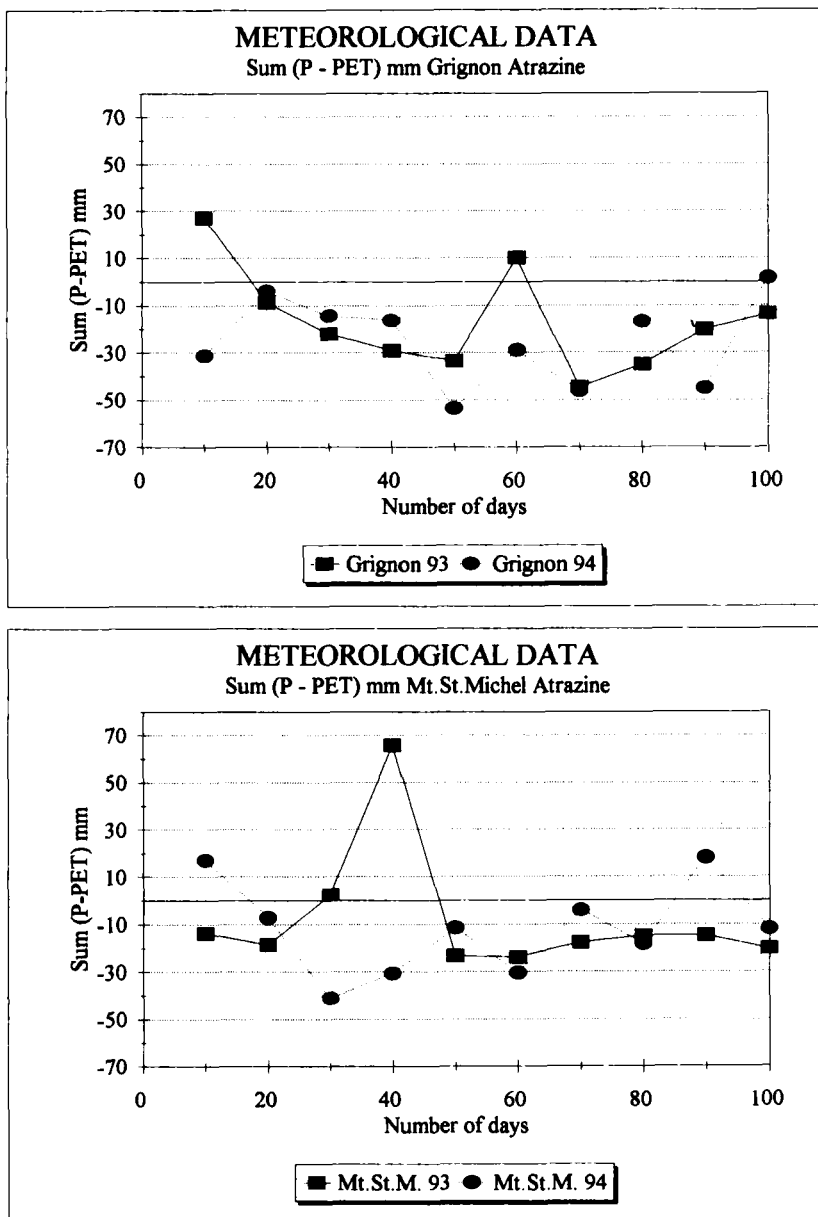 METEOROLOGICAL DATA
Sum (P - PET) mm Grignon Atrazine
Sum (P-PET) mm
70
50
30
10
-10
-30
-50
-70
0 20 40 60 80 100
Number of days
Grignon 93 Grignon 94
METEOROLOGICAL DATA
Sum (P - PET) mm Mt.St.Michel Atrazine
Sum (P-PET) mm
70
50
30
10
-10
-30
-50
-70
0 20 40 60 80 100
Number of days
Mt.St.M. 93 Mt.St.M. 94